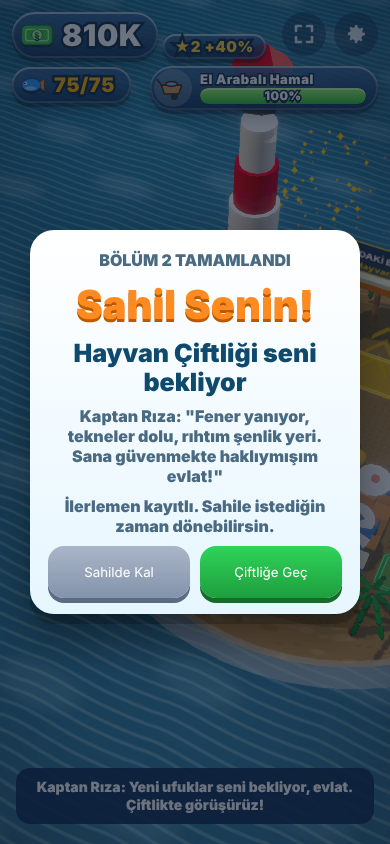 810K
★2 +40%
75/75
El Arabalı Hamal
100%
BÖLÜM 2 TAMAMLANDI
Sahil Senin!
Hayvan Çiftliği seni
bekliyor
Kaptan Rıza: "Fener yanıyor,
tekneler dolu, rıhtım şenlik yeri.
Sana güvenmekte haklıymışım
evlat!"
İlerlemen kayıtlı. Sahile istediğin
zaman dönebilirsin.
Sahilde Kal
Çiftliğe Geç
Kaptan Rıza: Yeni ufuklar seni bekliyor, evlat.
Çiftlikte görüşürüz!